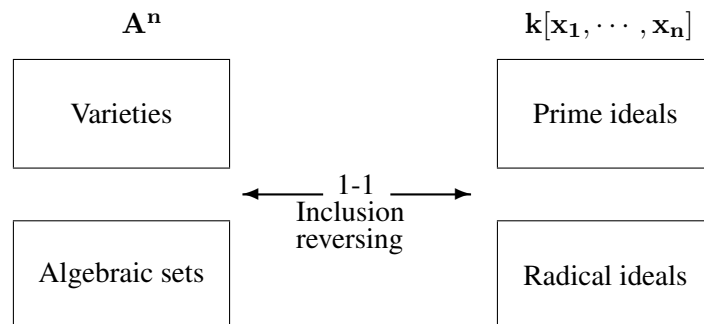 A^n
k[x_1, ⋯ , x_n]
Varieties
Prime ideals
1-1
Inclusion
reversing
Algebraic sets
Radical ideals